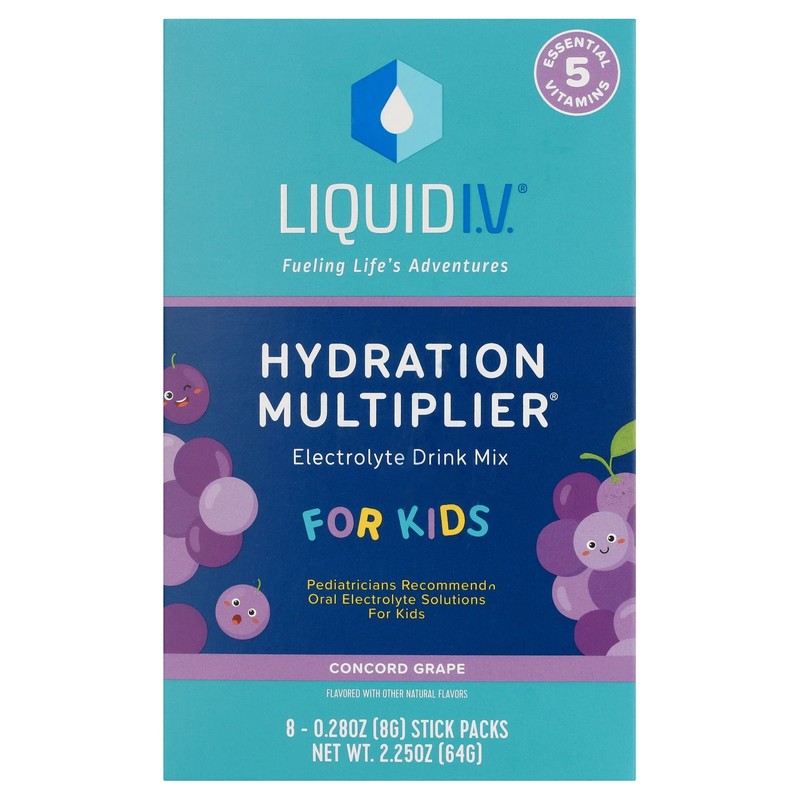 ESSENTIAL
5
VITAMINS
LIQUID I.V.®
Fueling Life's Adventures
HYDRATION
MULTIPLIER®
Electrolyte Drink Mix
FOR KIDS
Pediatricians Recommend^
Oral Electrolyte Solutions
For Kids
CONCORD GRAPE
FLAVORED WITH OTHER NATURAL FLAVORS
8 - 0.28OZ (8G) STICK PACKS
NET WT. 2.25OZ (64G)